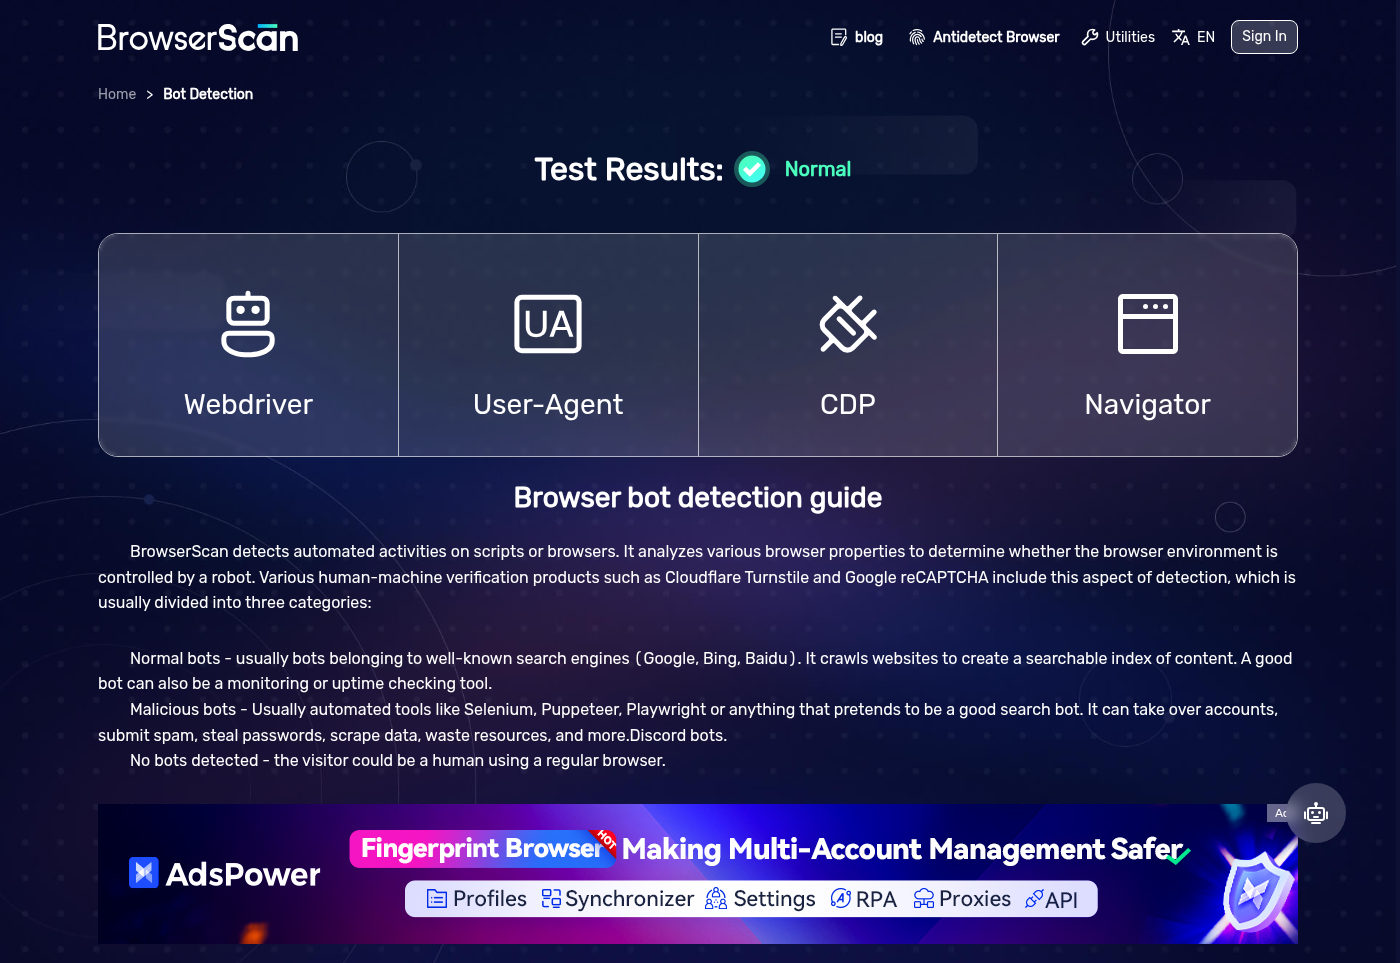 BrowserScan
blog
Antidetect Browser
Utilities
EN
Sign In
Home > Bot Detection
Test Results: Normal
UA
Webdriver
User-Agent
CDP
Navigator
Browser bot detection guide
BrowserScan detects automated activities on scripts or browsers. It analyzes various browser properties to determine whether the browser environment is
controlled by a robot. Various human-machine verification products such as Cloudflare Turnstile and Google reCAPTCHA include this aspect of detection, which is
usually divided into three categories:
Normal bots - usually bots belonging to well-known search engines (Google, Bing, Baidu). It crawls websites to create a searchable index of content. A good
bot can also be a monitoring or uptime checking tool.
Malicious bots - Usually automated tools like Selenium, Puppeteer, Playwright or anything that pretends to be a good search bot. It can take over accounts,
submit spam, steal passwords, scrape data, waste resources, and more.Discord bots.
No bots detected - the visitor could be a human using a regular browser.
AdsPower
Fingerprint Browser HOT Making Multi-Account Management Safer
Profiles Synchronizer Settings RPA Proxies API